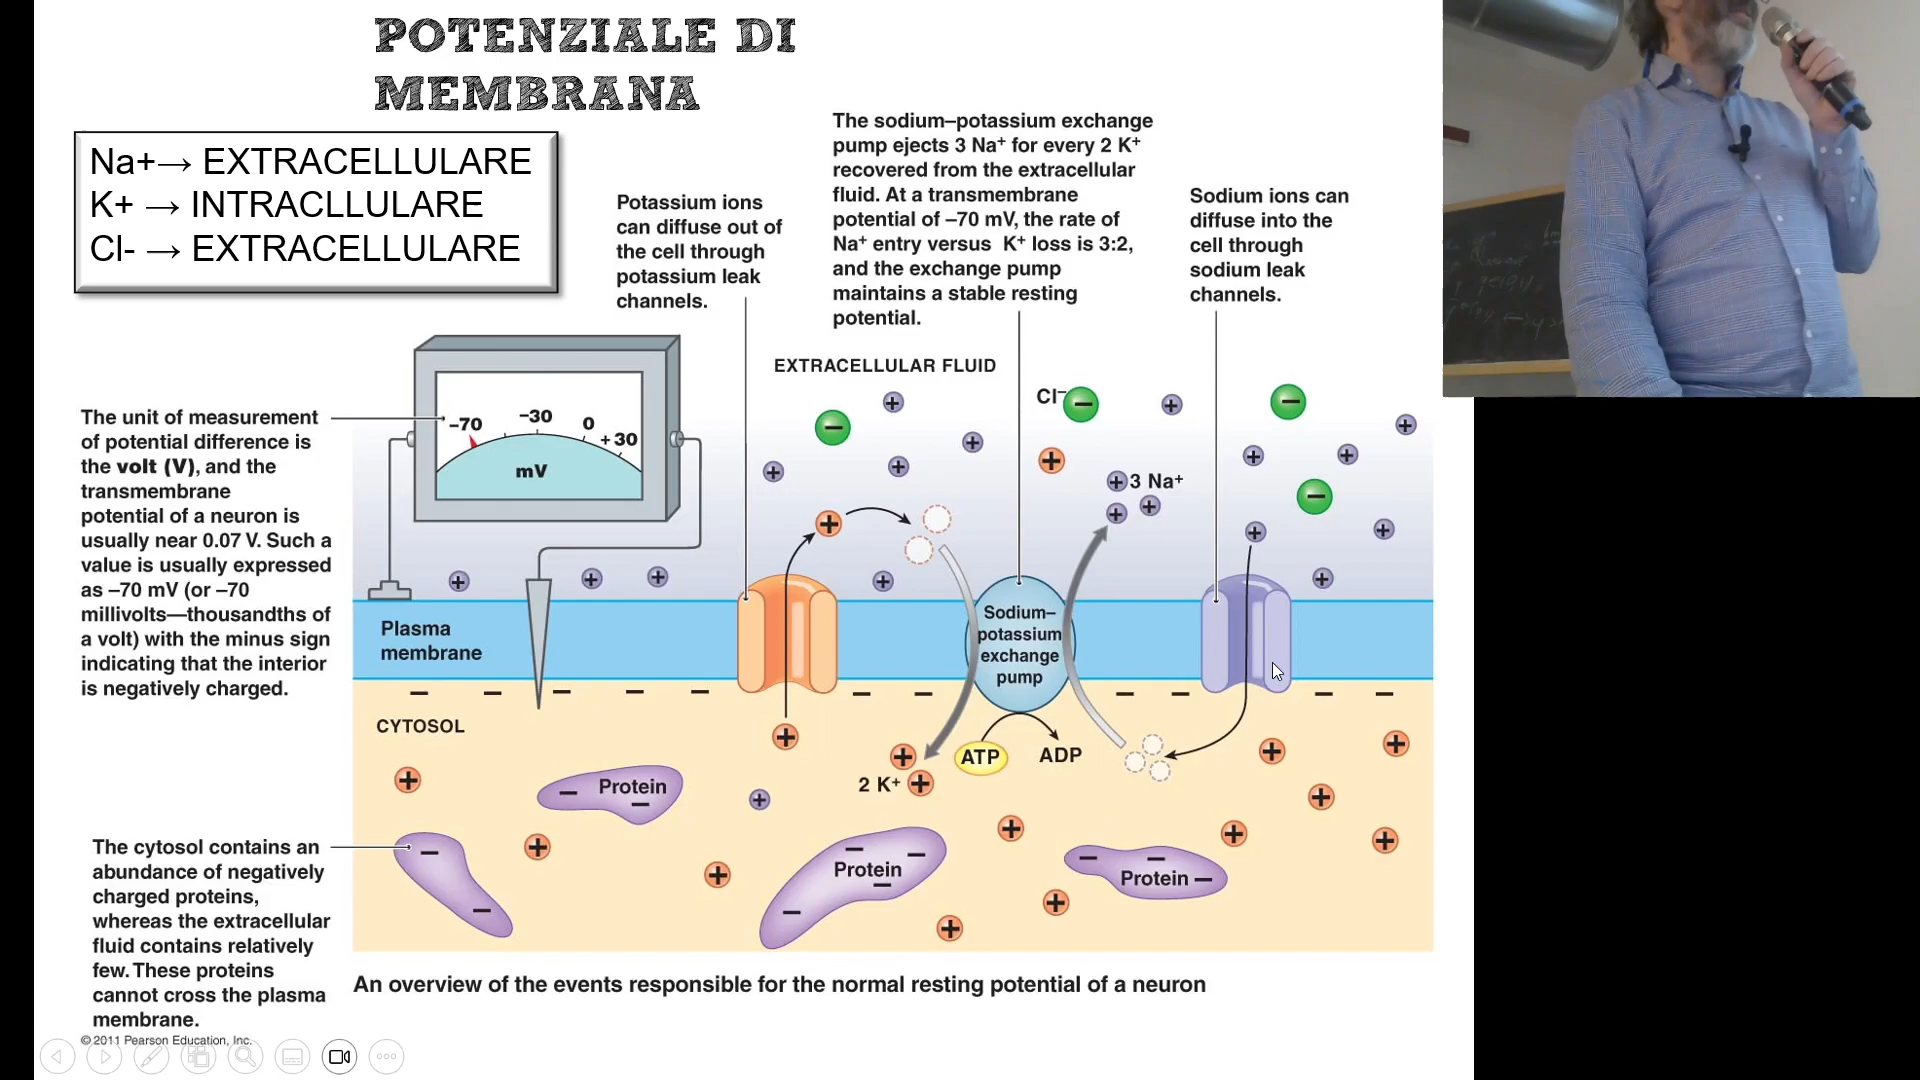 POTENZIALE DI
MEMBRANA
Na+→ EXTRACELLULARE
K+ → INTRACLLULARE
Cl- → EXTRACELLULARE
Potassium ions
can diffuse out of
the cell through
potassium leak
channels.
The sodium–potassium exchange
pump ejects 3 Na⁺ for every 2 K⁺
recovered from the extracellular
fluid. At a transmembrane
potential of –70 mV, the rate of
Na⁺ entry versus K⁺ loss is 3:2,
and the exchange pump
maintains a stable resting
potential.
Sodium ions can
diffuse into the
cell through
sodium leak
channels.
EXTRACELLULAR FLUID
The unit of measurement
of potential difference is
the volt (V), and the
transmembrane
potential of a neuron is
usually near 0.07 V. Such a
value is usually expressed
as –70 mV (or –70
millivolts—thousandths of
a volt) with the minus sign
indicating that the interior
is negatively charged.
–70
–30
0
+30
mV
Cl⁻
3 Na⁺
Plasma
membrane
Sodium–
potassium
exchange
pump
CYTOSOL
2 K⁺
ATP
ADP
Protein
Protein
Protein
The cytosol contains an
abundance of negatively
charged proteins,
whereas the extracellular
fluid contains relatively
few. These proteins
cannot cross the plasma
membrane.
An overview of the events responsible for the normal resting potential of a neuron
© 2011 Pearson Education, Inc.